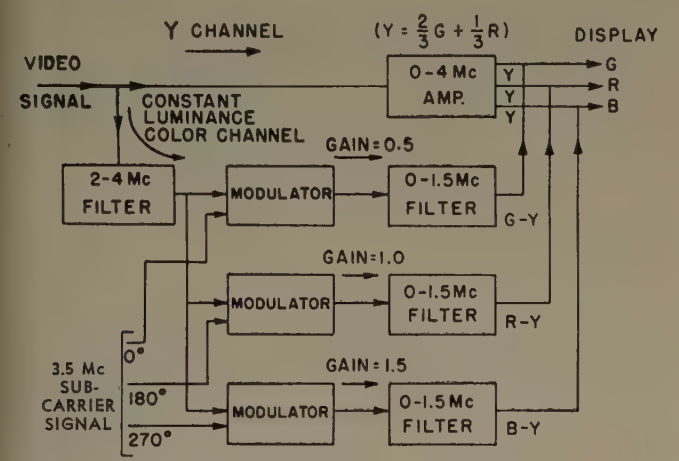 Y CHANNEL
(Y = 2/3 G + 1/3 R)
DISPLAY
VIDEO
SIGNAL
0-4 Mc
AMP.
Y
Y
Y
G
R
B
CONSTANT
LUMINANCE
COLOR CHANNEL
GAIN=0.5
2-4 Mc
FILTER
MODULATOR
0-1.5Mc
FILTER
G-Y
GAIN=1.0
MODULATOR
0-1.5Mc
FILTER
R-Y
3.5 Mc
SUB-
CARRIER
SIGNAL
0°
180°
270°
GAIN=1.5
MODULATOR
0-1.5Mc
FILTER
B-Y